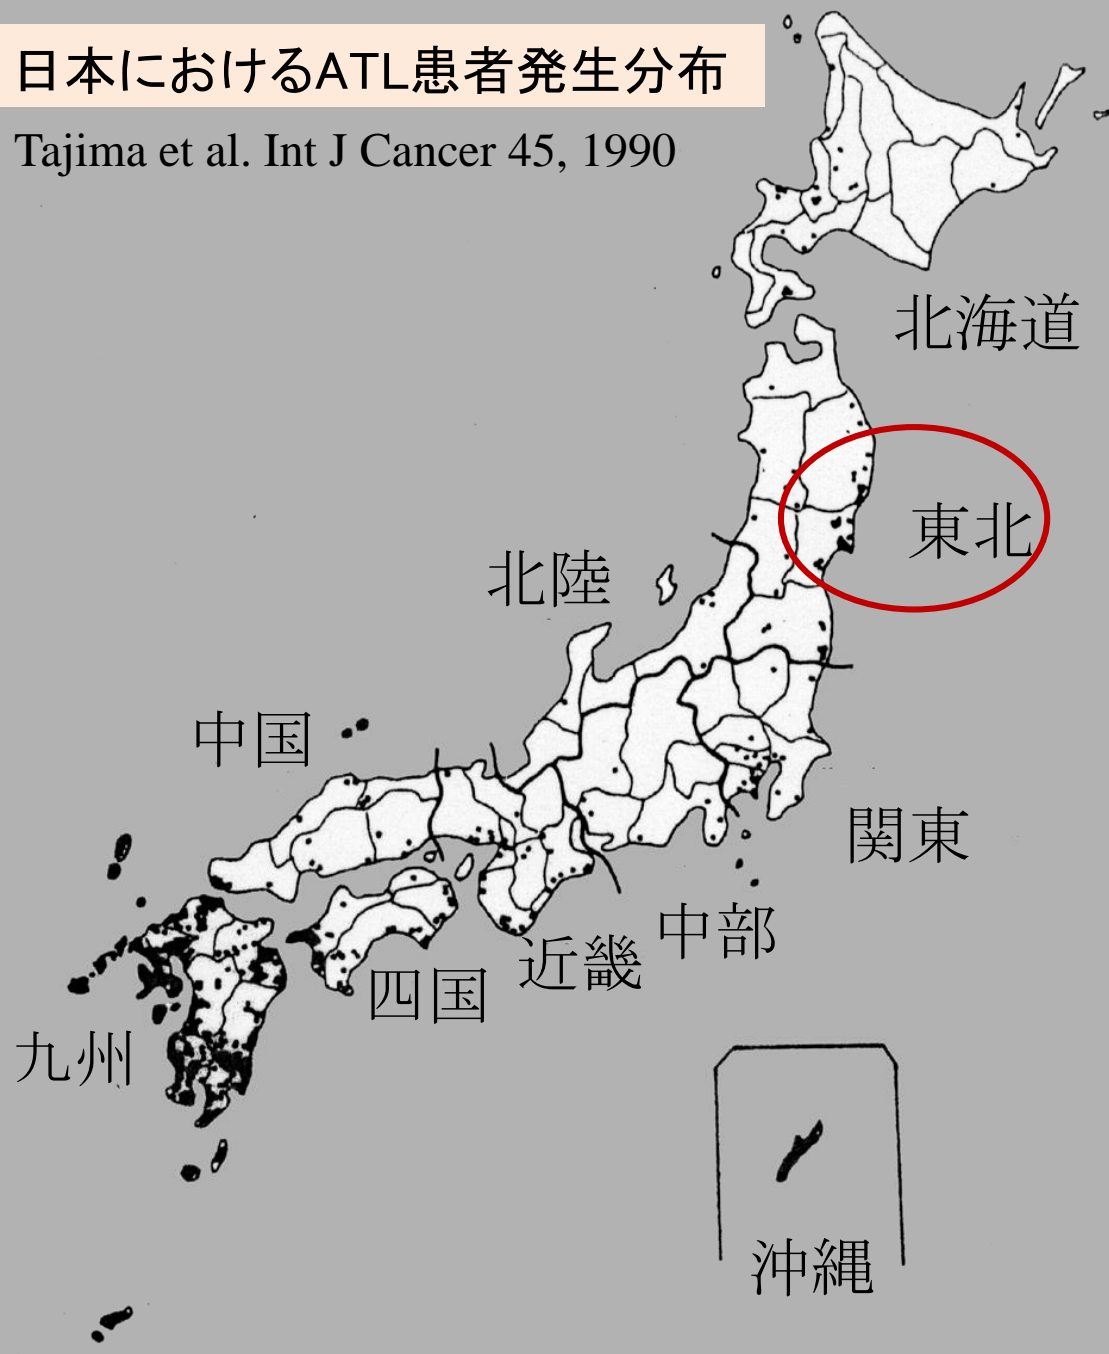 日本におけるATL患者発生分布
Tajima et al. Int J Cancer 45, 1990
北海道
東北
北陸
中国
関東
中部
近畿
四国
九州
沖縄